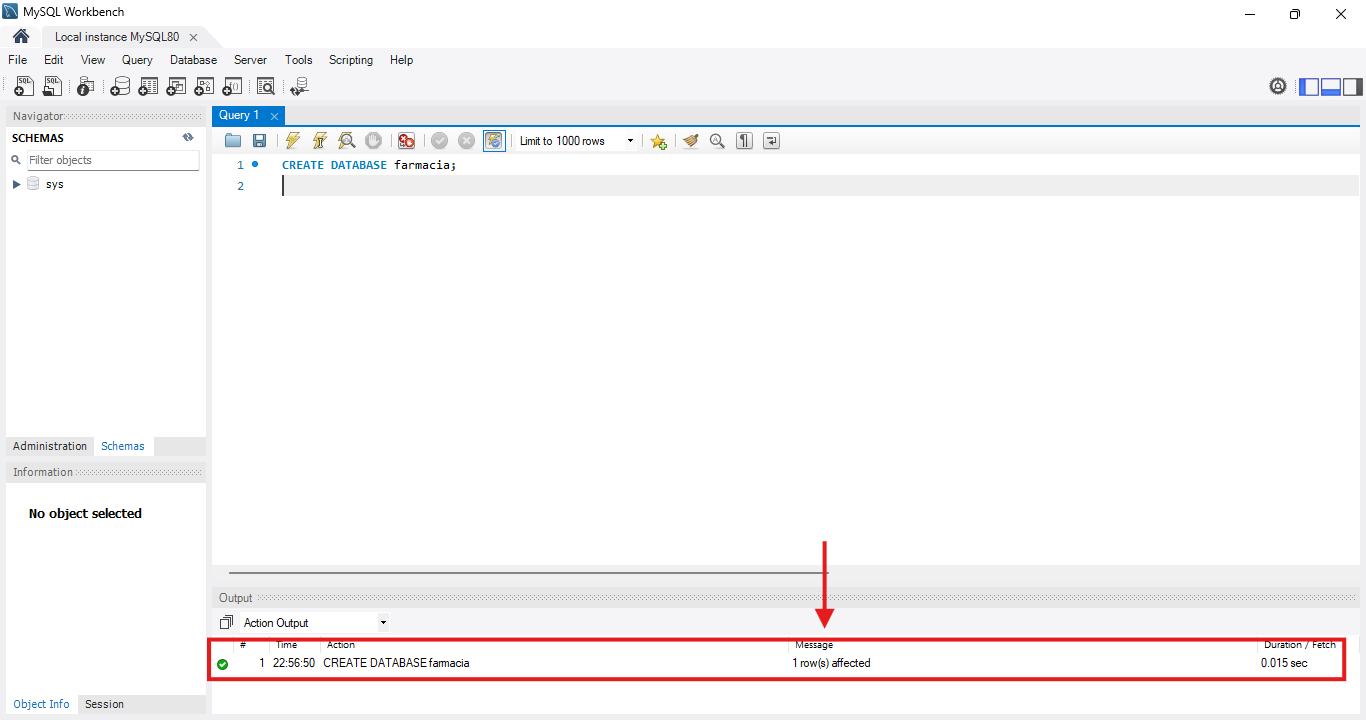 MySQL Workbench
Local instance MySQL80
File Edit View Query Database Server Tools Scripting Help
Navigator
SCHEMAS
Filter objects
sys
Administration Schemas
Information
No object selected
Object Info Session
Query 1
Limit to 1000 rows
1 CREATE DATABASE farmacia;
2
Output
Action Output
# Time Action Message Duration / Fetch
1 22:56:50 CREATE DATABASE farmacia 1 row(s) affected 0.015 sec